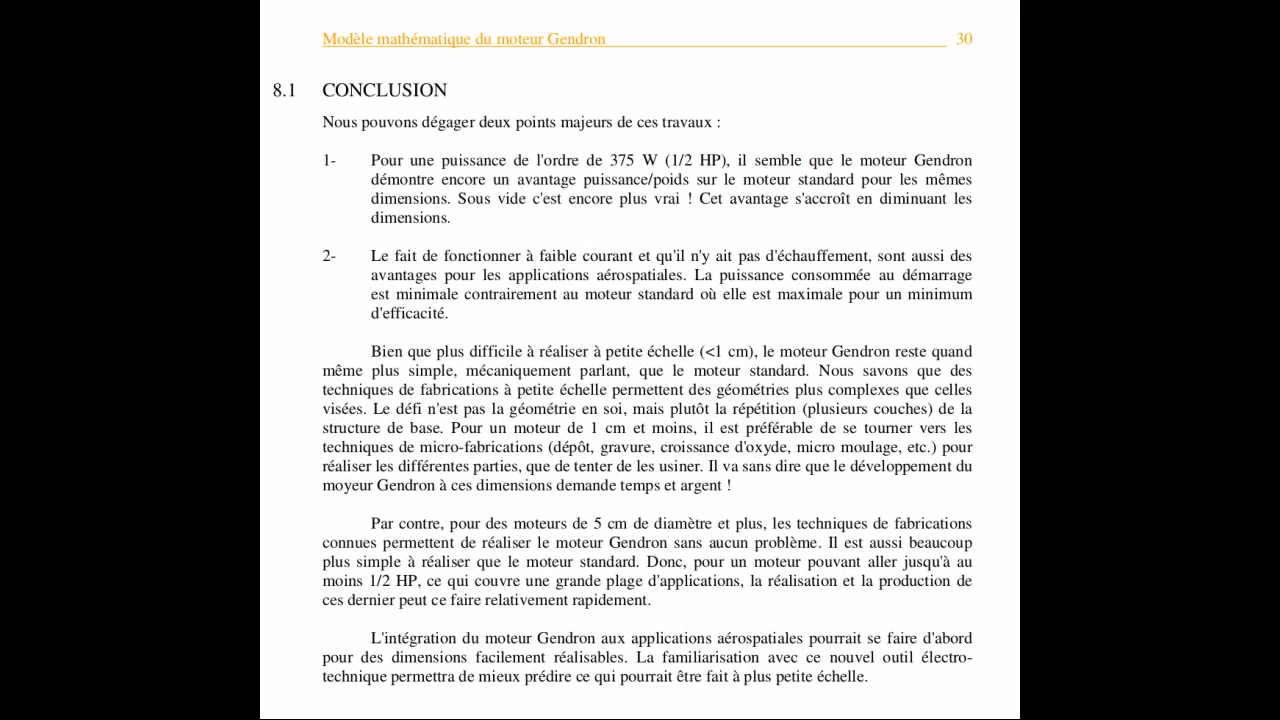 Modèle mathématique du moteur Gendron 30
8.1 CONCLUSION
Nous pouvons dégager deux points majeurs de ces travaux :
1- Pour une puissance de l'ordre de 375 W (1/2 HP), il semble que le moteur Gendron
démontre encore un avantage puissance/poids sur le moteur standard pour les mêmes
dimensions. Sous vide c'est encore plus vrai ! Cet avantage s'accroît en diminuant les
dimensions.
2- Le fait de fonctionner à faible courant et qu'il n'y ait pas d'échauffement, sont aussi des
avantages pour les applications aérospatiales. La puissance consommée au démarrage
est minimale contrairement au moteur standard où elle est maximale pour un minimum
d'efficacité.
Bien que plus difficile à réaliser à petite échelle (<1 cm), le moteur Gendron reste quand
même plus simple, mécaniquement parlant, que le moteur standard. Nous savons que des
techniques de fabrications à petite échelle permettent des géométries plus complexes que celles
visées. Le défi n'est pas la géométrie en soi, mais plutôt la répétition (plusieurs couches) de la
structure de base. Pour un moteur de 1 cm et moins, il est préférable de se tourner vers les
techniques de micro-fabrications (dépôt, gravure, croissance d'oxyde, micro moulage, etc.) pour
réaliser les différentes parties, que de tenter de les usiner. Il va sans dire que le développement du
moyeur Gendron à ces dimensions demande temps et argent !
Par contre, pour des moteurs de 5 cm de diamètre et plus, les techniques de fabrications
connues permettent de réaliser le moteur Gendron sans aucun problème. Il est aussi beaucoup
plus simple à réaliser que le moteur standard. Donc, pour un moteur pouvant aller jusqu'à au
moins 1/2 HP, ce qui couvre une grande plage d'applications, la réalisation et la production de
ces dernier peut ce faire relativement rapidement.
L'intégration du moteur Gendron aux applications aérospatiales pourrait se faire d'abord
pour des dimensions facilement réalisables. La familiarisation avec ce nouvel outil électro-
technique permettra de mieux prédire ce qui pourrait être fait à plus petite échelle.